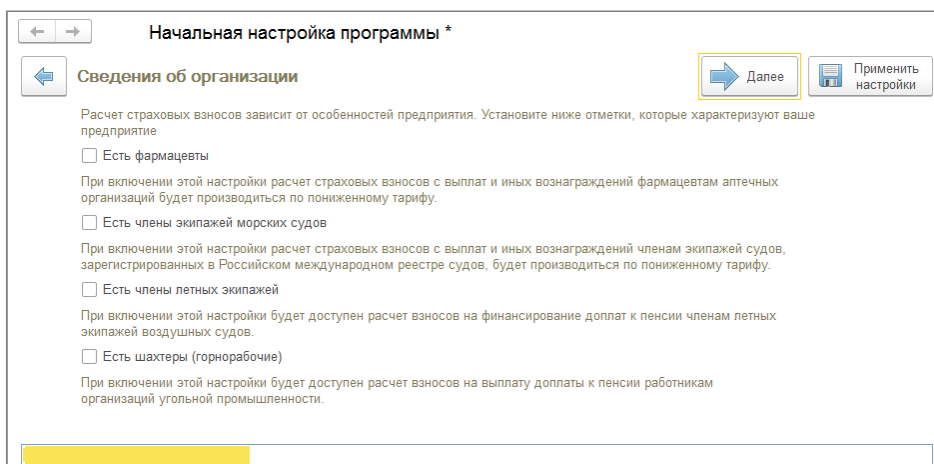 Начальная настройка программы *
Сведения об организации
Далее
Применить
настройки
Расчет страховых взносов зависит от особенностей предприятия. Установите ниже отметки, которые характеризуют ваше
предприятие
Есть фармацевты
При включении этой настройки расчет страховых взносов с выплат и иных вознаграждений фармацевтам аптечных
организаций будет производиться по пониженному тарифу.
Есть члены экипажей морских судов
При включении этой настройки расчет страховых взносов с выплат и иных вознаграждений членам экипажей судов,
зарегистрированных в Российском международном реестре судов, будет производиться по пониженному тарифу.
Есть члены летных экипажей
При включении этой настройки будет доступен расчет взносов на финансирование доплат к пенсии членам летных
экипажей воздушных судов.
Есть шахтеры (горнорабочие)
При включении этой настройки будет доступен расчет взносов на выплату доплаты к пенсии работникам
организаций угольной промышленности.